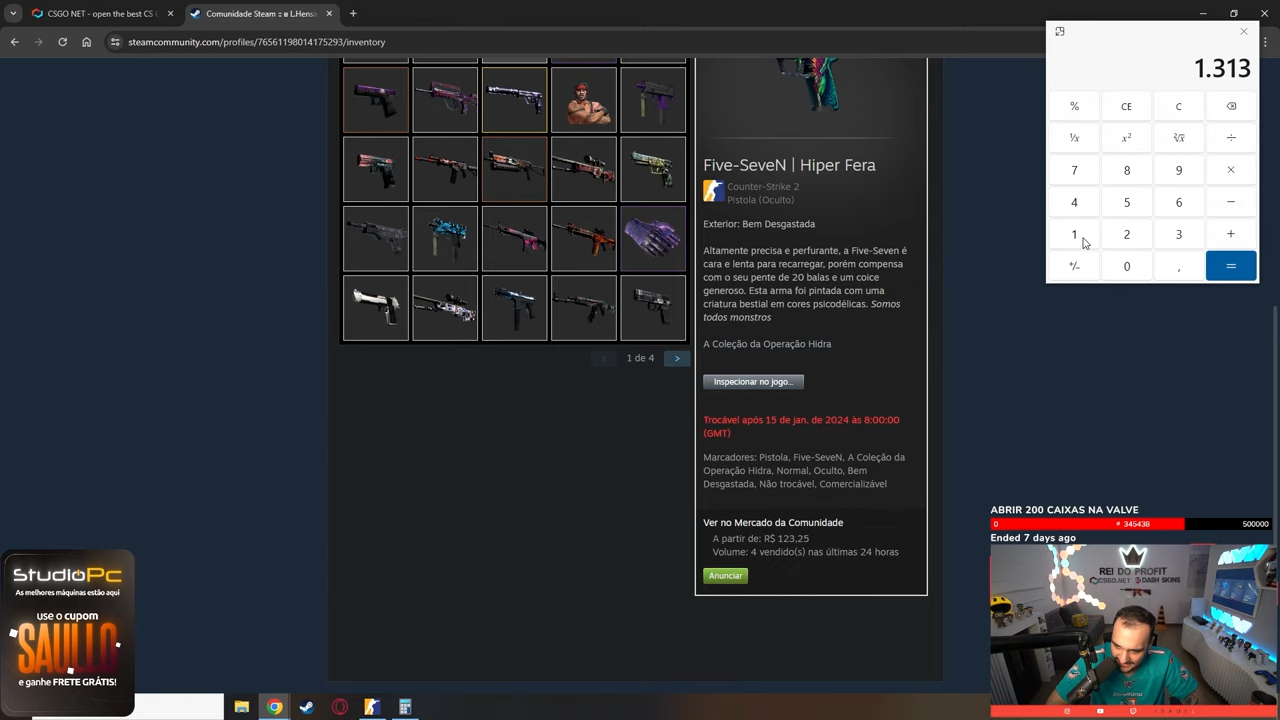 CSGO NET - open the best CS G
Comunidade Steam :: L.Hensa
steamcommunity.com/profiles/76561198014175293/inventory
1.313
% CE C
¹/x x² ²√x ÷
7 8 9 ×
4 5 6 −
1 2 3 +
+/− 0 , =
1 de 4 >
Five-SeveN | Hiper Fera
Counter-Strike 2
Pistola (Oculto)
Exterior: Bem Desgastada
Altamente precisa e perfurante, a Five-Seven é
cara e lenta para recarregar, porém compensa
com o seu pente de 20 balas e um coice
generoso. Esta arma foi pintada com uma
criatura bestial em cores psicodélicas. Somos
todos monstros
A Coleção da Operação Hidra
Inspecionar no jogo...
Trocável após 15 de jan. de 2024 às 8:00:00
(GMT)
Marcadores: Pistola, Five-SeveN, A Coleção da
Operação Hidra, Normal, Oculto, Bem
Desgastada, Não trocável, Comercializável
Ver no Mercado da Comunidade
A partir de: R$ 123,25
Volume: 4 vendido(s) nas últimas 24 horas
Anunciar
ABRIR 200 CAIXAS NA VALVE
0 345438 500000
Ended 7 days ago
REI DO PROFIT
CSGO.NET DASH SKINS
StudioPC
As melhores máquinas estão aqui
use o cupom
SAULLO
e ganhe FRETE GRÁTIS!